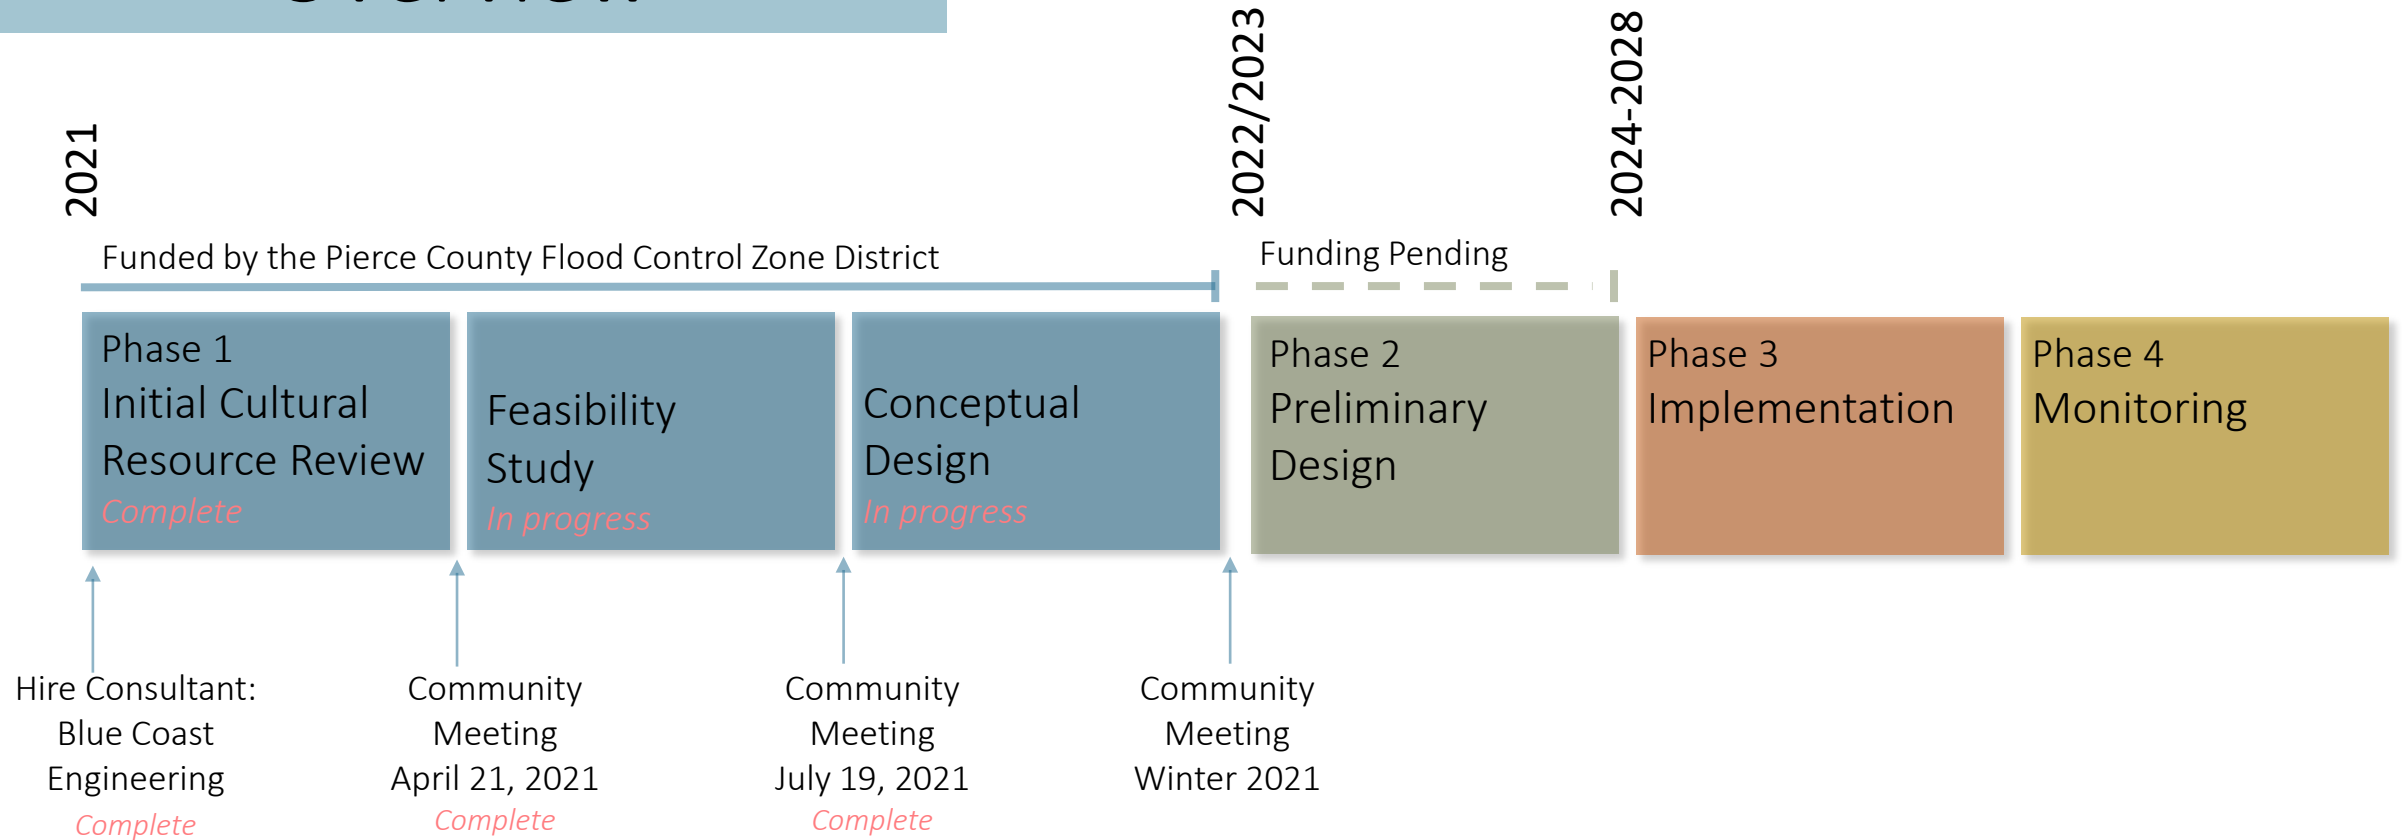 Overview
2021
2022/2023
2024-2028
Funded by the Pierce County Flood Control Zone District
Funding Pending
Phase 1
Initial Cultural
Resource Review
Complete
Feasibility
Study
In progress
Conceptual
Design
In progress
Phase 2
Preliminary
Design
Phase 3
Implementation
Phase 4
Monitoring
Hire Consultant:
Blue Coast
Engineering
Complete
Community
Meeting
April 21, 2021
Complete
Community
Meeting
July 19, 2021
Complete
Community
Meeting
Winter 2021